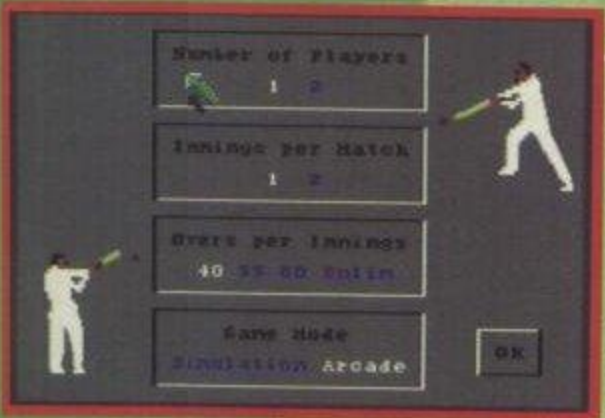 Number of Players
1 2
Innings per Match
1 2
Overs per Innings
40 55 60 Unlim
Game Mode
Simulation Arcade
OK